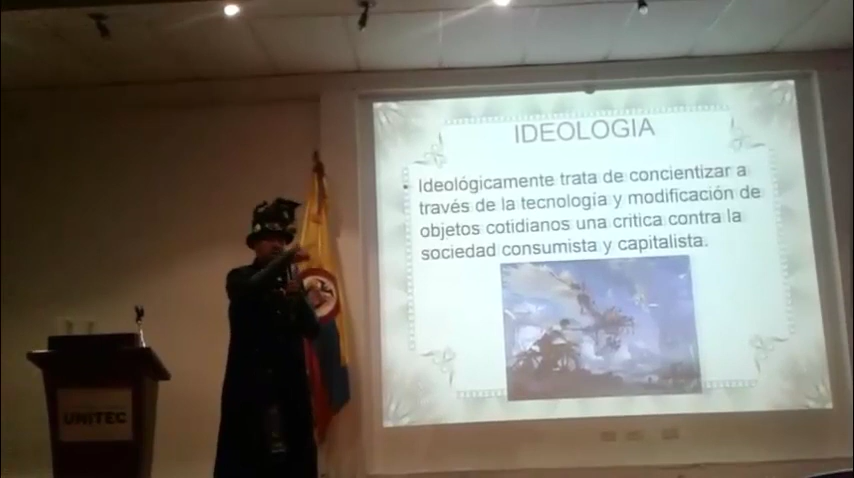 IDEOLOGIA
• Ideológicamente trata de concientizar a
través de la tecnología y modificación de
objetos cotidianos una critica contra la
sociedad consumista y capitalista.
UNITEC